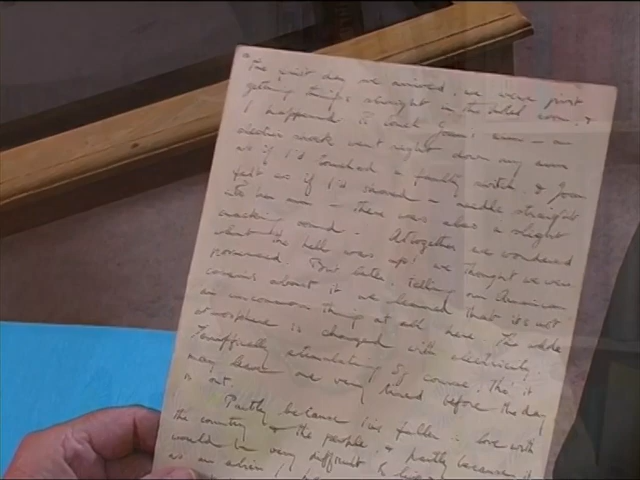 The first day we arrived, we were just
getting things straight in the hotel room, &
I happened to touch Joan's arm — an
electric shock went right down my arm
as if I'd touched a faulty switch. & Joan
felt as if I'd shoved a needle straight
into her arm — there was also a slight
cracking sound. Altogether we wondered
what the hell was up! we thought we were
possessed. But later, telling our American
cousins about it we learned that it's not
an uncommon thing at all here. The whole
atmosphere is charged with electricity.
Terrifically stimulating of course, tho' it
may leave one very tired before the day
is out.
Partly because I've fallen in love with
the country & the people, & partly because it
would be very difficult to
as an alien